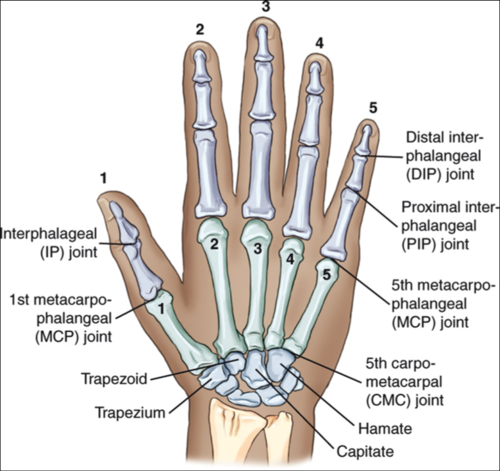 3
2
4
5
1
Distal inter-
phalangeal
(DIP) joint
Proximal inter-
phalangeal
(PIP) joint
Interphalageal
(IP) joint
2
3
4
5
1
1st metacarpo-
phalangeal
(MCP) joint
5th metacarpo-
phalangeal
(MCP) joint
Trapezoid
Trapezium
5th carpo-
metacarpal
(CMC) joint
Hamate
Capitate